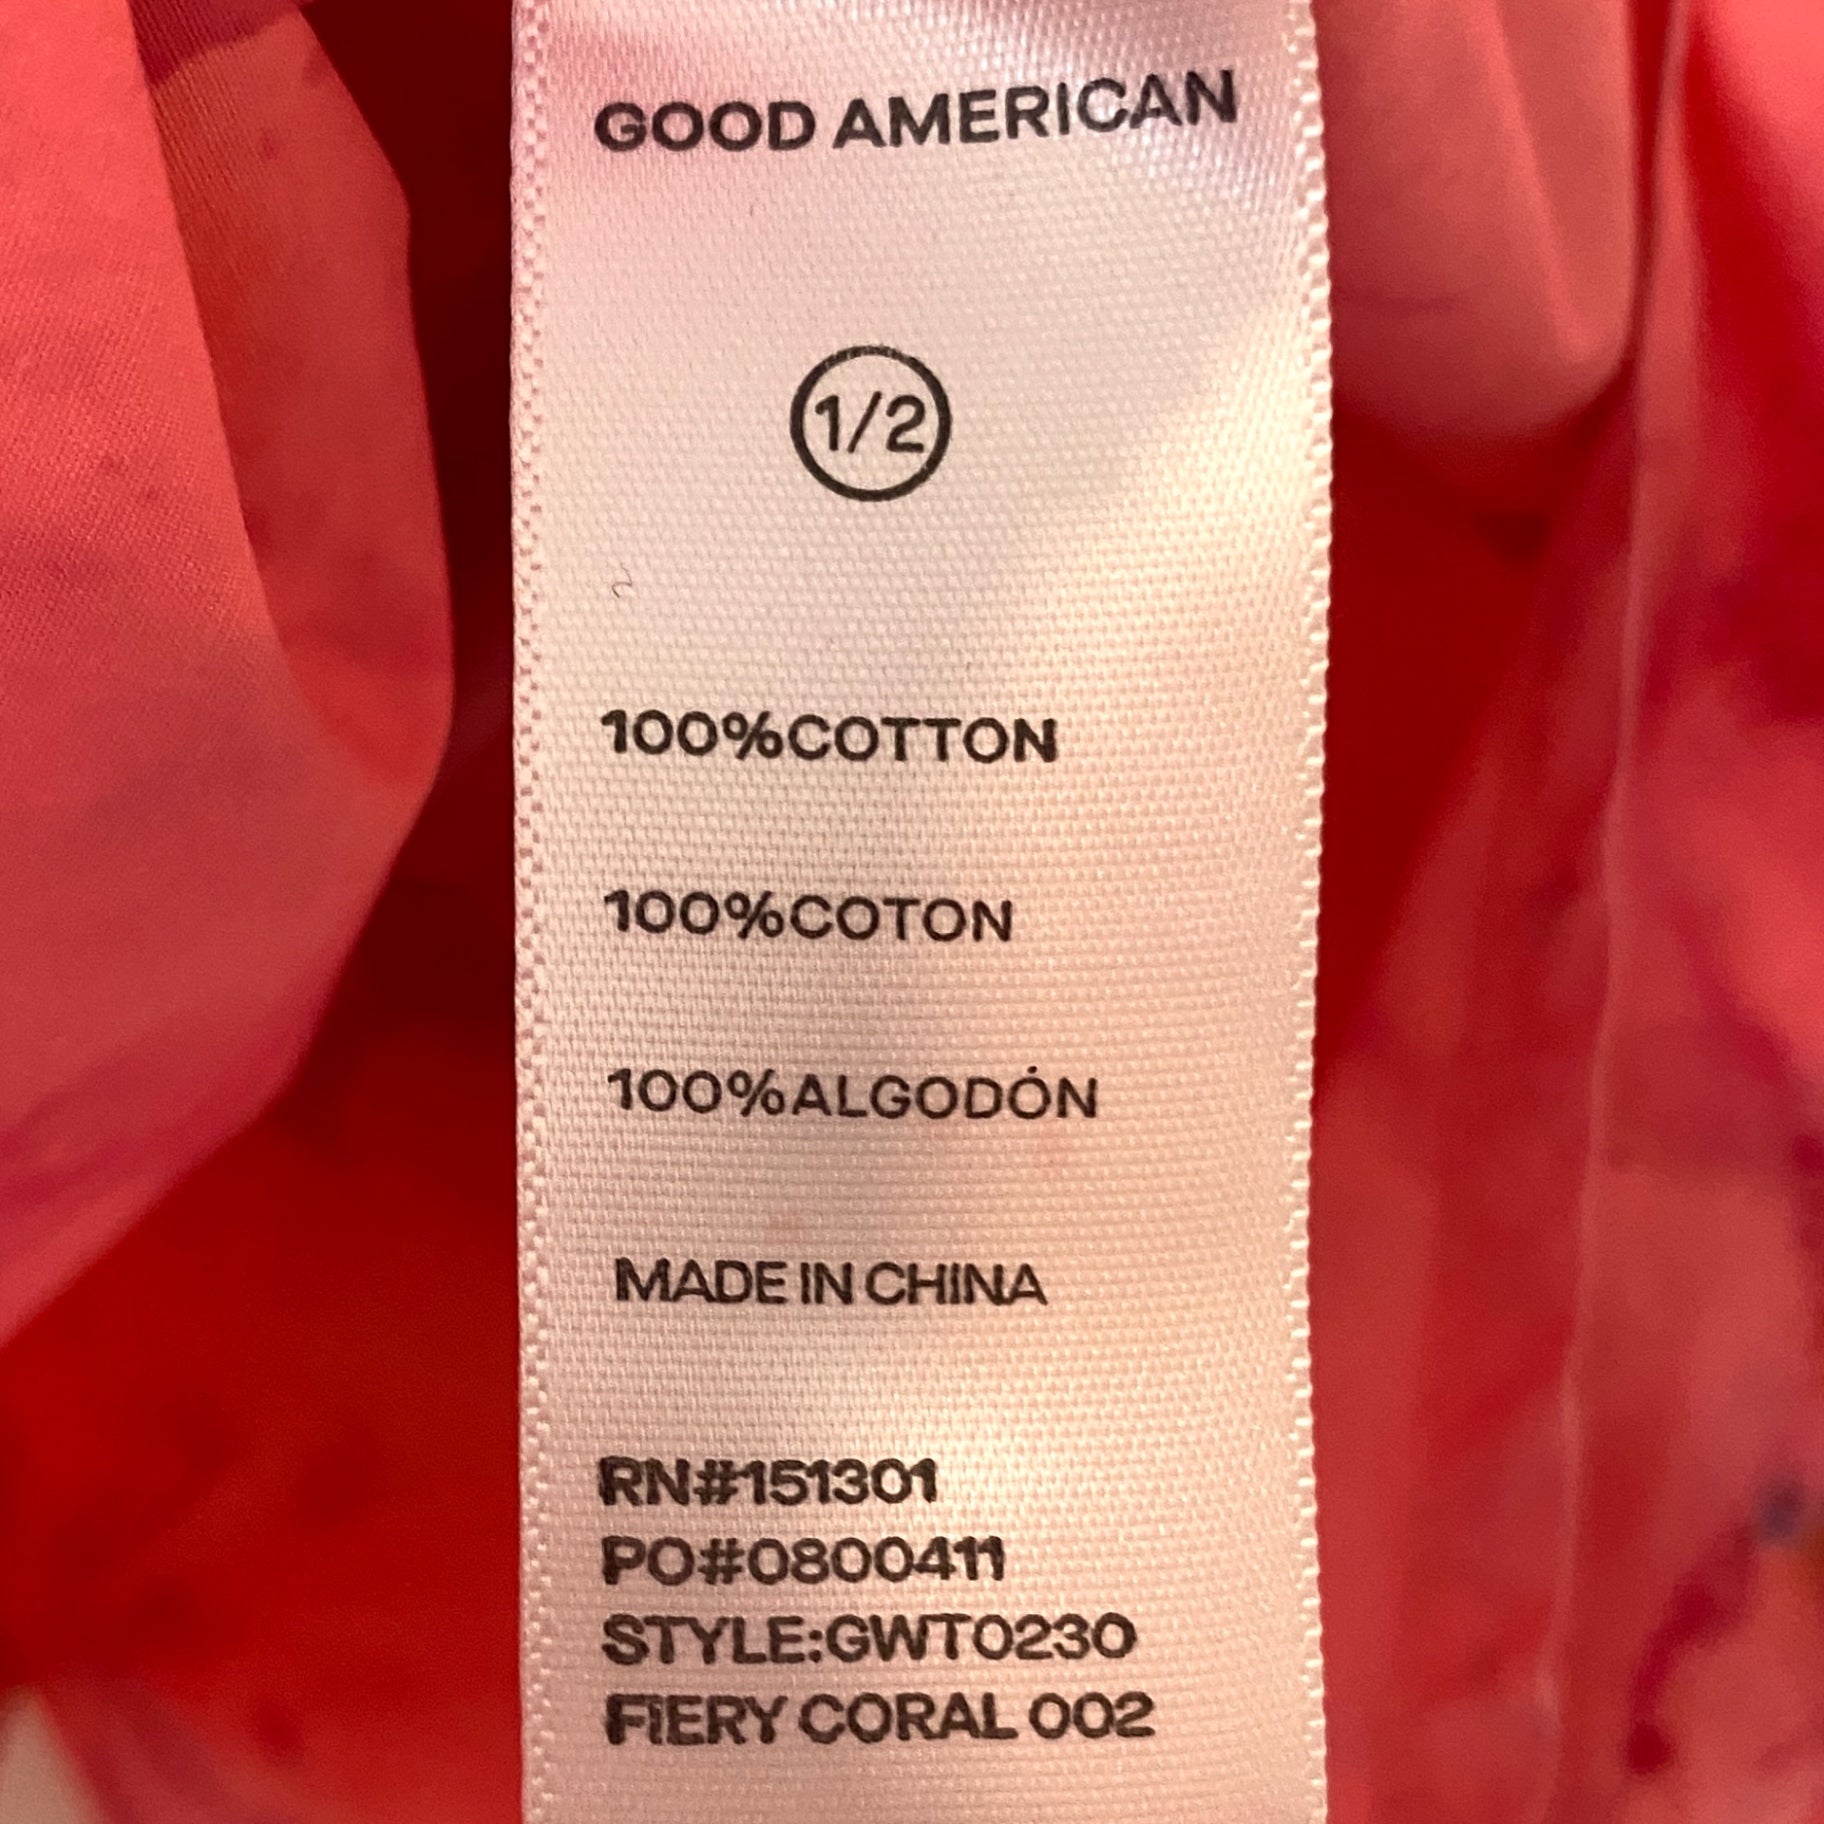 GOOD AMERICAN
1/2
100%COTTON
100%COTON
100%ALGODÓN
MADE IN CHINA
RN#151301
PO#0800411
STYLE:GWT0230
FIERY CORAL 002